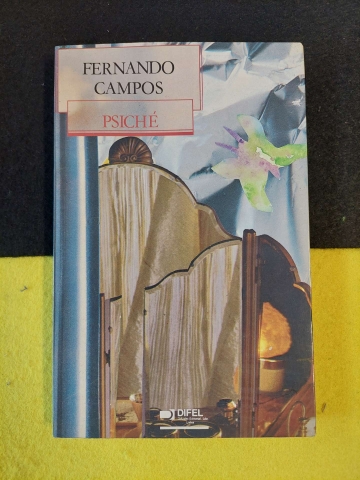 FERNANDO
CAMPOS
PSICHÉ
DIFEL